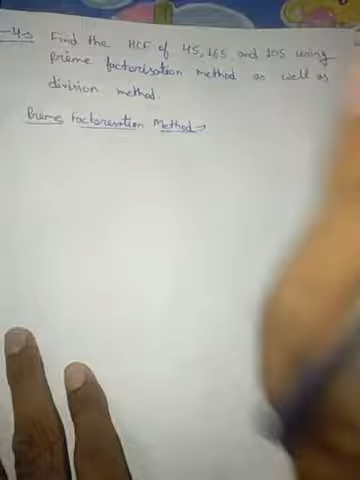 -4→ Find the HCF of 45, 165 and 105 using
prime factorisation method as well as
division method.
Prime Factorisation Method→